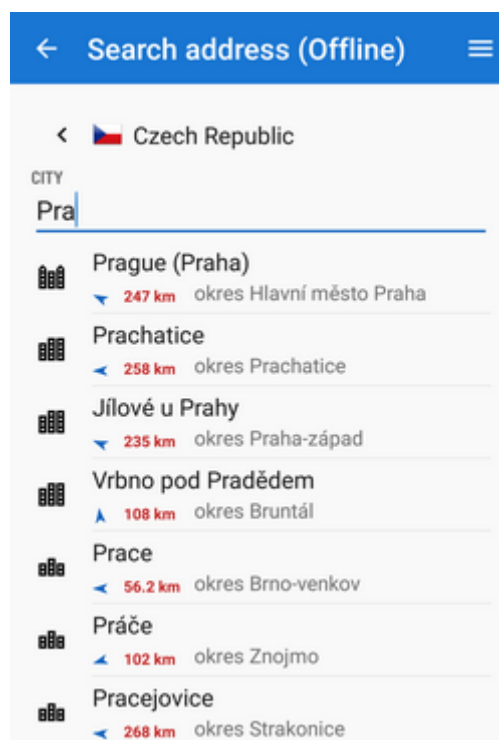 Search address (Offline)
Czech Republic
CITY
Pra
Prague (Praha)
247 km okres Hlavní město Praha
Prachatice
258 km okres Prachatice
Jílové u Prahy
235 km okres Praha-západ
Vrbno pod Pradědem
108 km okres Bruntál
Prace
56.2 km okres Brno-venkov
Práče
102 km okres Znojmo
Pracejovice
268 km okres Strakonice